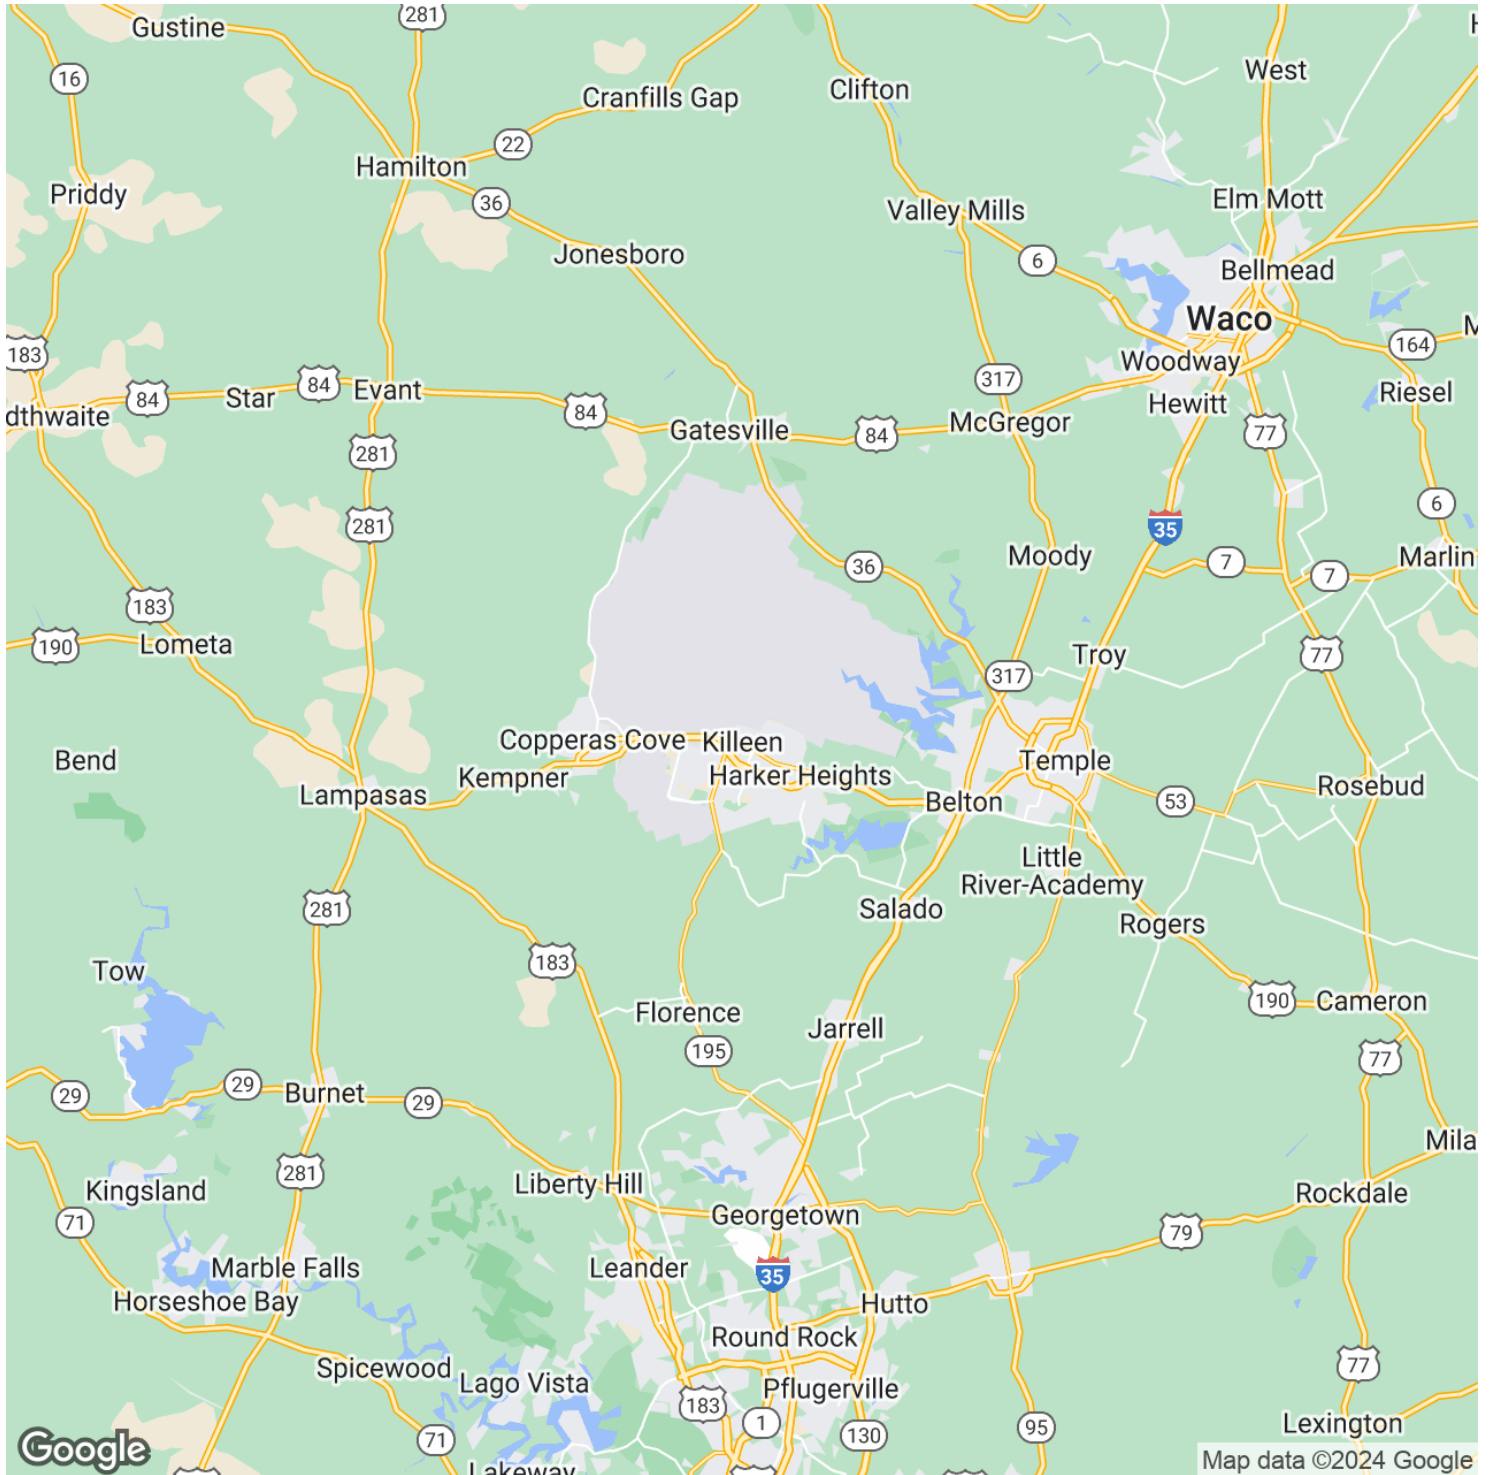 281
Gustine
16
West
Clifton
Cranfills Gap
22
Hamilton
Priddy
36
Elm Mott
Valley Mills
Jonesboro
6
Bellmead
Waco
164
183
Woodway
317
84
84
Star
Evant
Riesel
Hewitt
84
dthwaite
McGregor
Gatesville
84
77
281
6
281
35
Moody
Marlin
7
36
7
183
Lometa
190
Troy
77
317
Copperas Cove
Killeen
Bend
Temple
Kempner
Harker Heights
Rosebud
Lampasas
Belton
53
Little
River-Academy
281
Salado
Rogers
183
Tow
190
Cameron
Florence
Jarrell
195
77
29
Burnet
29
29
Mila
281
Liberty Hill
Kingsland
Rockdale
71
Georgetown
79
Marble Falls
Leander
35
Horseshoe Bay
Hutto
Round Rock
Spicewood
77
Lago Vista
Pflugerville
183
1
Lexington
95
130
71
Google
Map data ©2024 Google
Lakeway